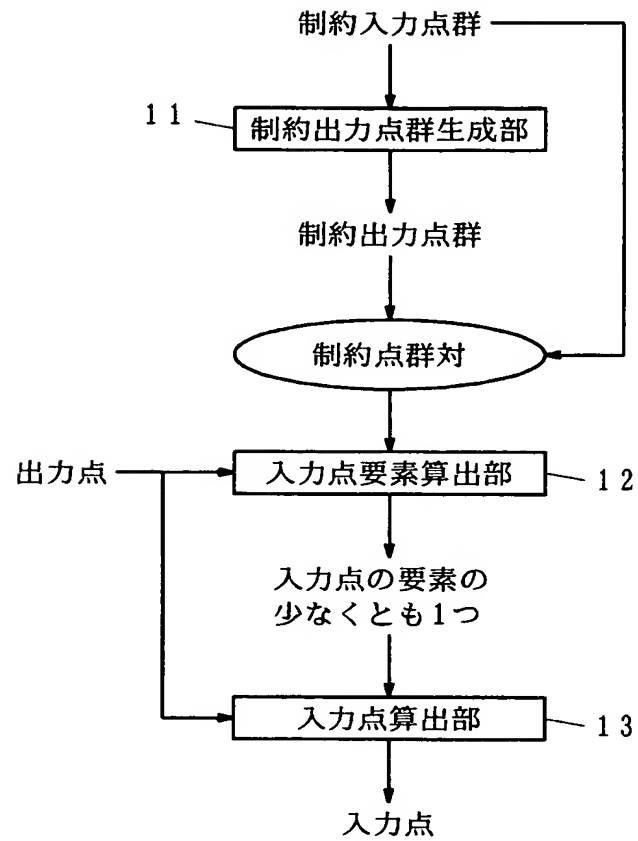 制約入力点群
11
制約出力点群生成部
制約出力点群
制約点群対
出力点
入力点要素算出部
12
入力点の要素の
少なくとも1つ
入力点算出部
13
入力点